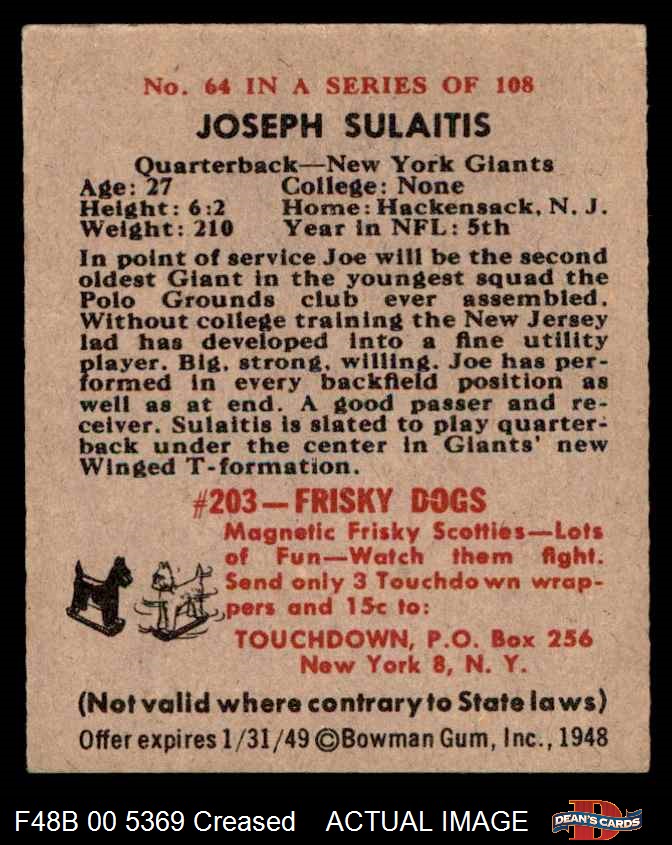 No. 64 IN A SERIES OF 108
JOSEPH SULAITIS
Quarterback—New York Giants
Age: 27 College: None
Height: 6:2 Home: Hackensack, N. J.
Weight: 210 Year in NFL: 5th
In point of service Joe will be the second
oldest Giant in the youngest squad the
Polo Grounds club ever assembled.
Without college training the New Jersey
lad has developed into a fine utility
player. Big, strong, willing. Joe has per-
formed in every backfield position as
well as at end. A good passer and re-
ceiver. Sulaitis is slated to play quarter-
back under the center in Giants' new
Winged T-formation.
#203—FRISKY DOGS
Magnetic Frisky Scotties—Lots
of Fun—Watch them fight.
Send only 3 Touchdown wrap-
pers and 15c to:
TOUCHDOWN, P.O. Box 256
New York 8, N. Y.
(Not valid where contrary to State laws)
Offer expires 1/31/49 ©Bowman Gum, Inc., 1948
F48B 00 5369 Creased ACTUAL IMAGE
D
DEAN'S CARDS